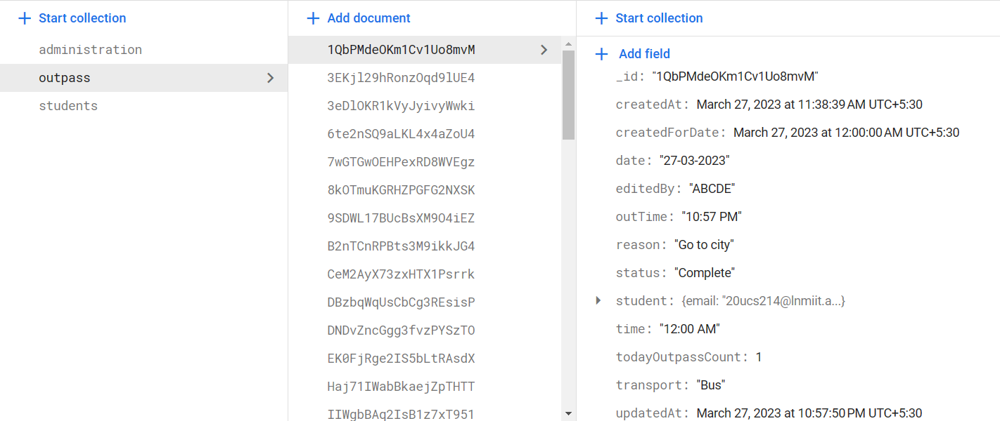 Start collection
administration
outpass
students
Add document
1QbPMdeOKm1Cv1Uo8mvM
3EKjl29hRonzOqd9lUE4
3eDlOKR1kVyJyivyWwki
6te2nSQ9aLKL4x4aZoU4
7wGTGwOEHPexRD8WVEgz
8kOTmuKGRHZPGFG2NXSK
9SDWL17BUcBsXM9O4iEZ
B2nTCnRPBts3M9ikkJG4
CeM2AyX73zxHTX1Psrrk
DBzbqWqUsCbCg3REsisP
DNDvZncGgg3fvzPYSzTO
EK0FjRge2IS5bLtRAsdX
Haj71IWabBkaejZpTHTT
IIWgbBAq2IsB1z7xT951
Start collection
Add field
_id: "1QbPMdeOKm1Cv1Uo8mvM"
createdAt: March 27, 2023 at 11:38:39 AM UTC+5:30
createdForDate: March 27, 2023 at 12:00:00 AM UTC+5:30
date: "27-03-2023"
editedBy: "ABCDE"
outTime: "10:57 PM"
reason: "Go to city"
status: "Complete"
student: {email: "20ucs214@lnmiit.a...}
time: "12:00 AM"
todayOutpassCount: 1
transport: "Bus"
updatedAt: March 27, 2023 at 10:57:50 PM UTC+5:30